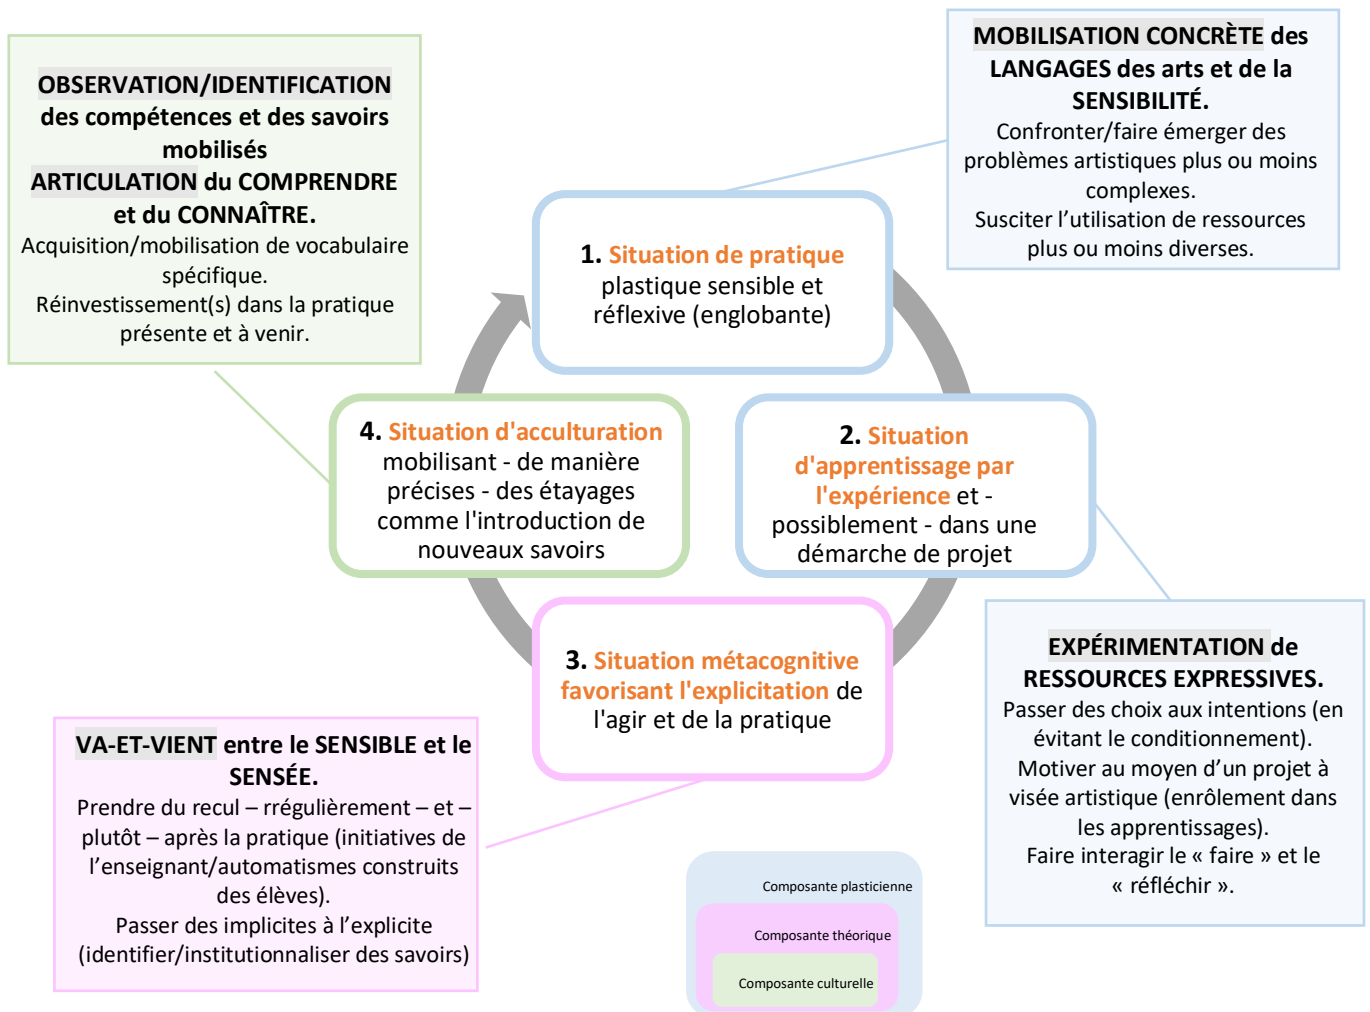 MOBILISATION CONCRÈTE des
LANGAGES des arts et de la
SENSIBILITÉ.
Confronter/faire émerger des
problèmes artistiques plus ou moins
complexes.
Susciter l'utilisation de ressources
plus ou moins diverses.
OBSERVATION/IDENTIFICATION
des compétences et des savoirs
mobilisés
ARTICULATION du COMPRENDRE
et du CONNAÎTRE.
Acquisition/mobilisation de vocabulaire
spécifique.
Réinvestissement(s) dans la pratique
présente et à venir.
1. Situation de pratique
plastique sensible et
réflexive (englobante)
4. Situation d'acculturation
mobilisant - de manière
précises - des étayages
comme l'introduction de
nouveaux savoirs
2. Situation
d'apprentissage par
l'expérience et -
possiblement - dans une
démarche de projet
3. Situation métacognitive
favorisant l'explicitation de
l'agir et de la pratique
EXPÉRIMENTATION de
RESSOURCES EXPRESSIVES.
Passer des choix aux intentions (en
évitant le conditionnement).
Motiver au moyen d'un projet à
visée artistique (enrôlement dans
les apprentissages).
Faire interagir le « faire » et le
« réfléchir ».
VA-ET-VIENT entre le SENSIBLE et le
SENSÉE.
Prendre du recul – rrégulièrement – et –
plutôt – après la pratique (initiatives de
l'enseignant/automatismes construits
des élèves).
Passer des implicites à l'explicite
(identifier/institutionnaliser des savoirs)
Composante plasticienne
Composante théorique
Composante culturelle